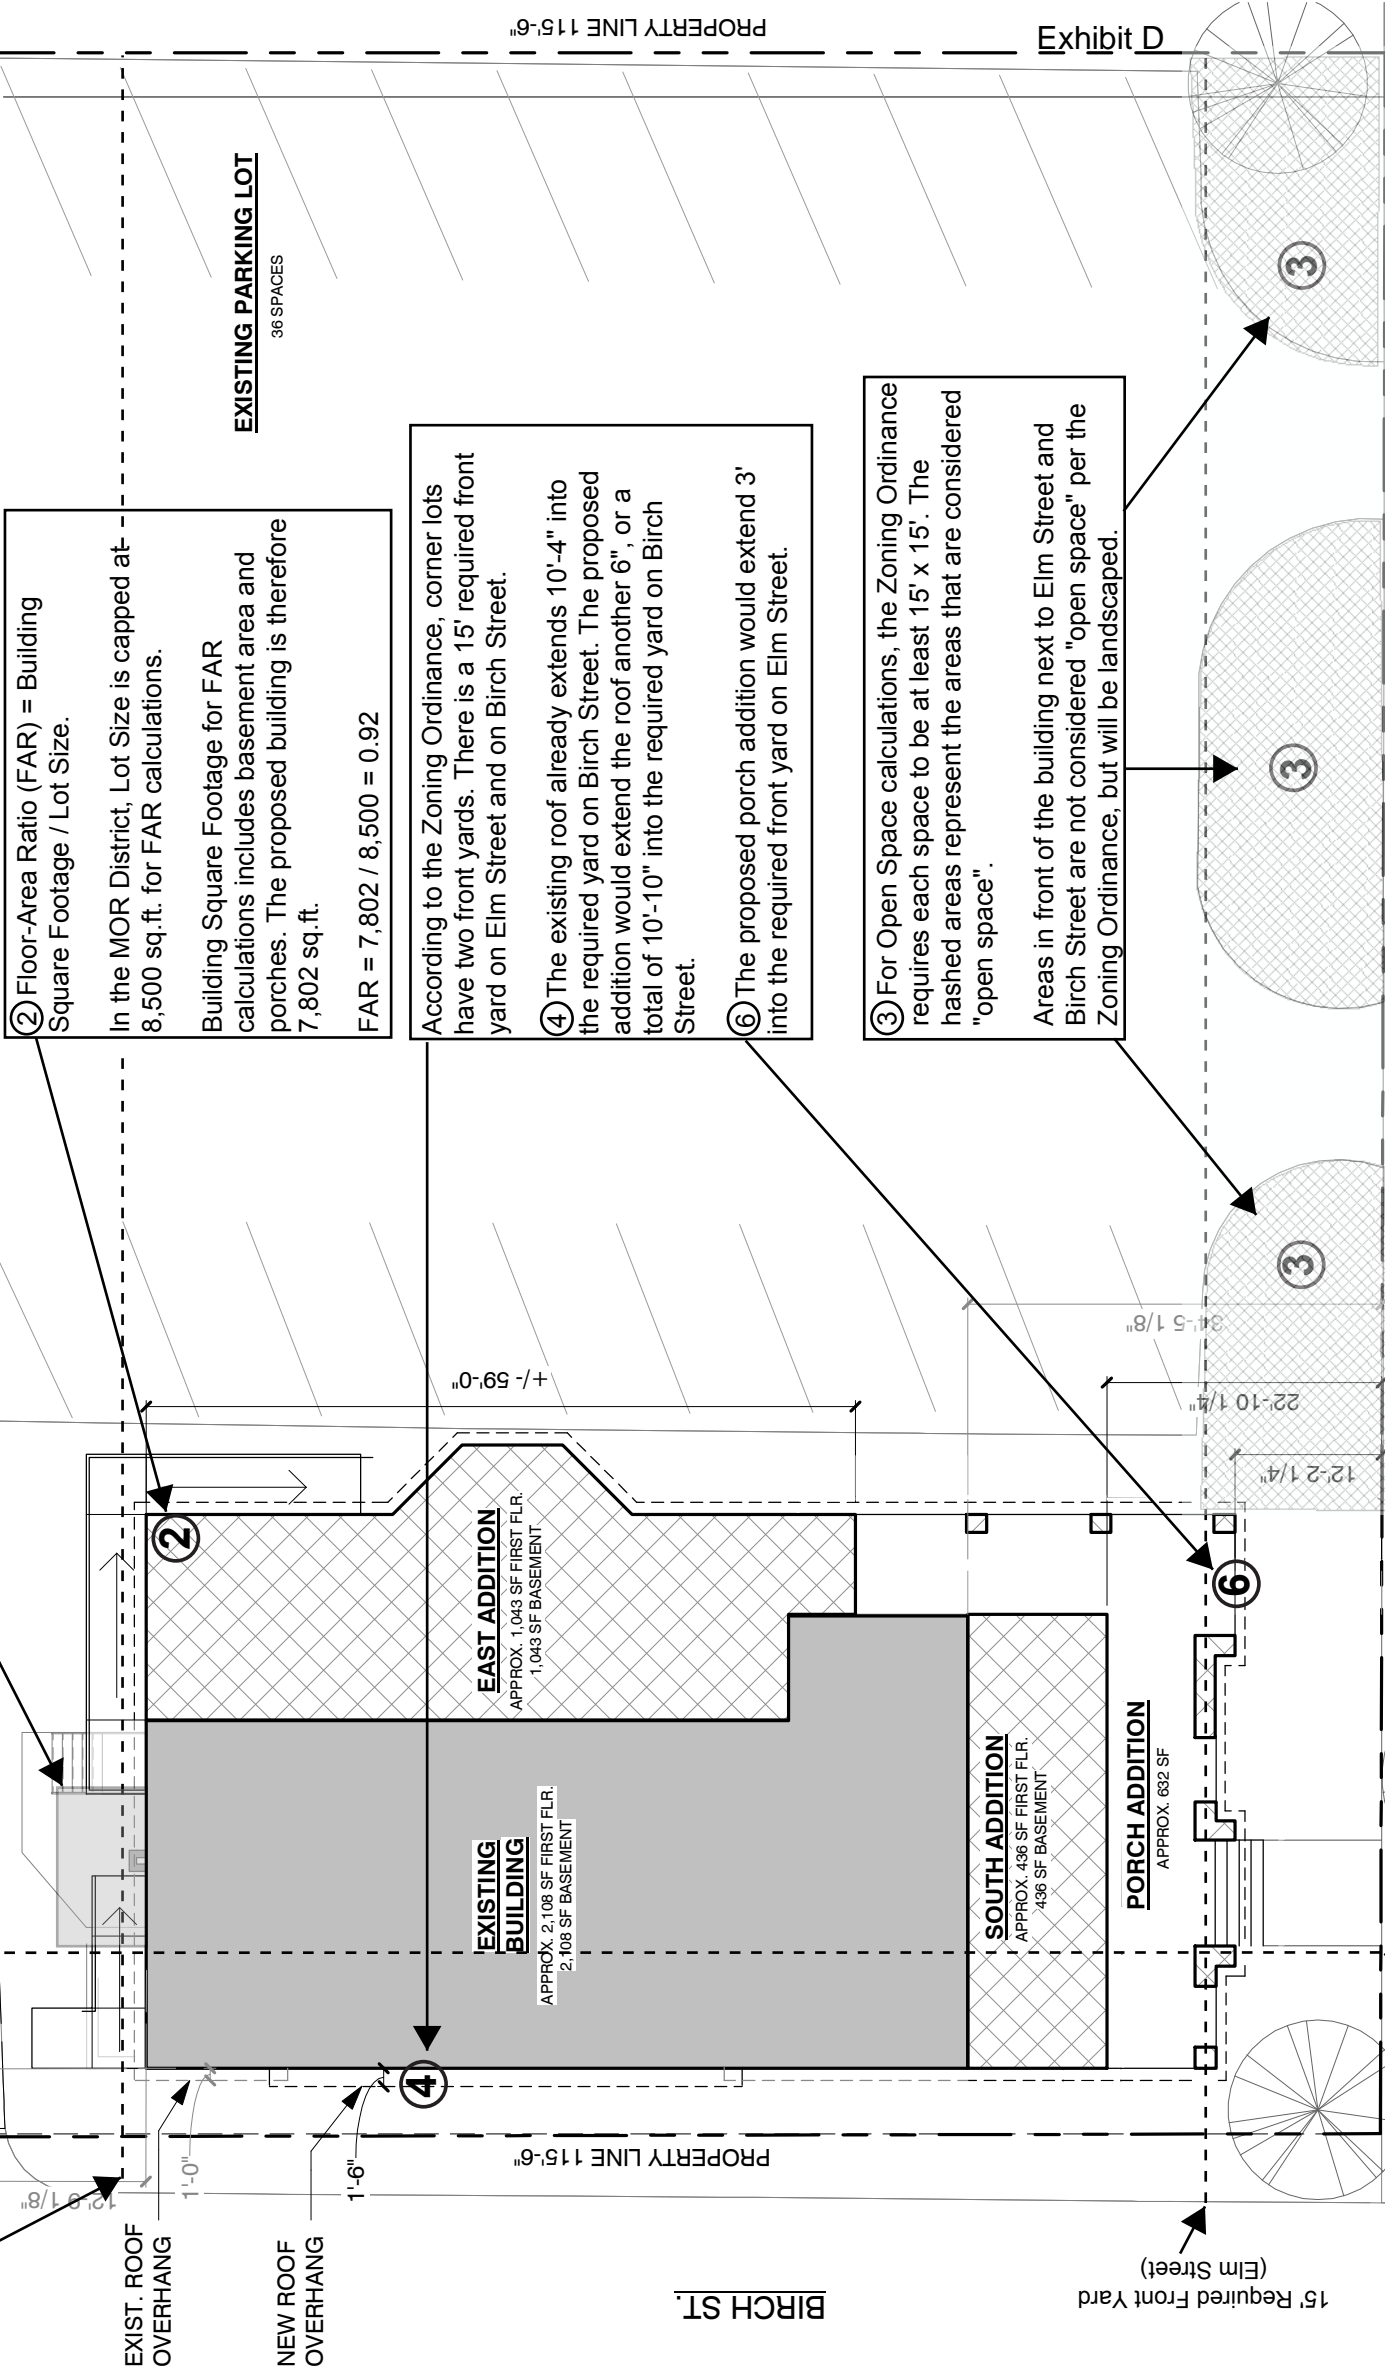 Exhibit D
PROPERTY LINE 115'-6"
EXISTING PARKING LOT
36 SPACES
2 Floor-Area Ratio (FAR) = Building
Square Footage / Lot Size.
In the MOR District, Lot Size is capped at
8,500 sq.ft. for FAR calculations.
Building Square Footage for FAR
calculations includes basement area and
porches. The proposed building is therefore
7,802 sq.ft.
FAR = 7,802 / 8,500 = 0.92
According to the Zoning Ordinance, corner lots
have two front yards. There is a 15' required front
yard on Elm Street and on Birch Street.
4 The existing roof already extends 10'-4" into
the required yard on Birch Street. The proposed
addition would extend the roof another 6", or a
total of 10'-10" into the required yard on Birch
Street.
6 The proposed porch addition would extend 3'
into the required front yard on Elm Street.
3 For Open Space calculations, the Zoning Ordinance
requires each space to be at least 15' x 15'. The
hashed areas represent the areas that are considered
"open space".
Areas in front of the building next to Elm Street and
Birch Street are not considered "open space" per the
Zoning Ordinance, but will be landscaped.
3
3
3
+/- 59'-0"
34'-5 1/8"
22'-10 1/4"
12'-2 1/4"
2
EAST ADDITION
APPROX. 1,043 SF FIRST FLR.
1,043 SF BASEMENT
6
EXISTING
BUILDING
APPROX. 2,108 SF FIRST FLR.
2,108 SF BASEMENT
SOUTH ADDITION
APPROX. 436 SF FIRST FLR.
436 SF BASEMENT
PORCH ADDITION
APPROX. 632 SF
4
PROPERTY LINE 115'-6"
12'-9 1/8"
1'-0"
1'-6"
EXIST. ROOF
OVERHANG
NEW ROOF
OVERHANG
BIRCH ST.
15' Required Front Yard
(Elm Street)